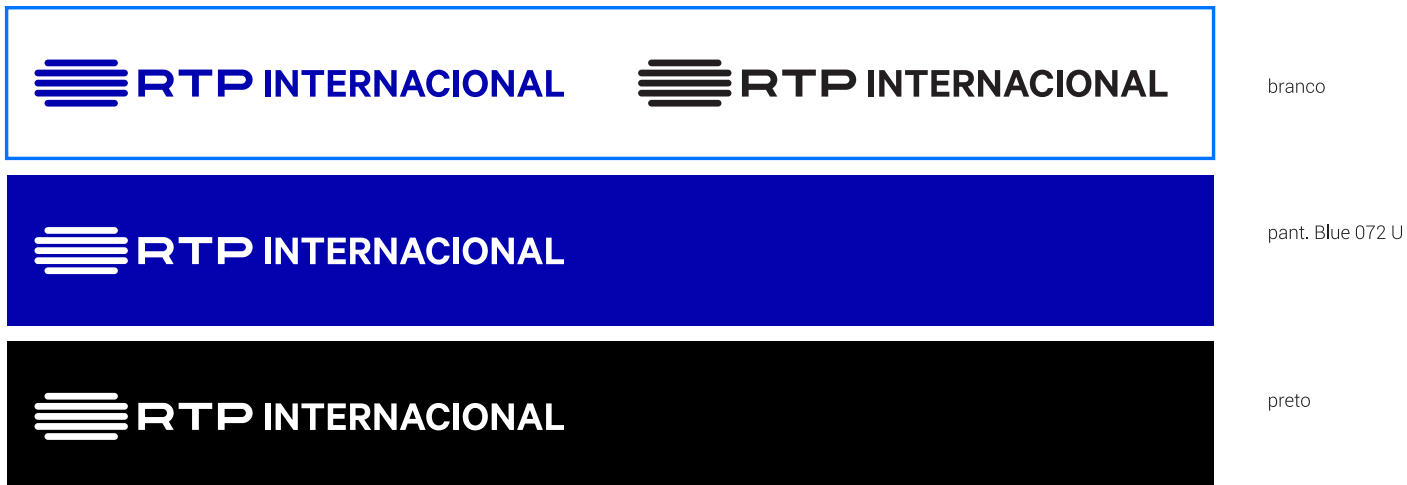 RTP INTERNACIONAL RTP INTERNACIONAL branco
RTP INTERNACIONAL pant. Blue 072 U
RTP INTERNACIONAL preto